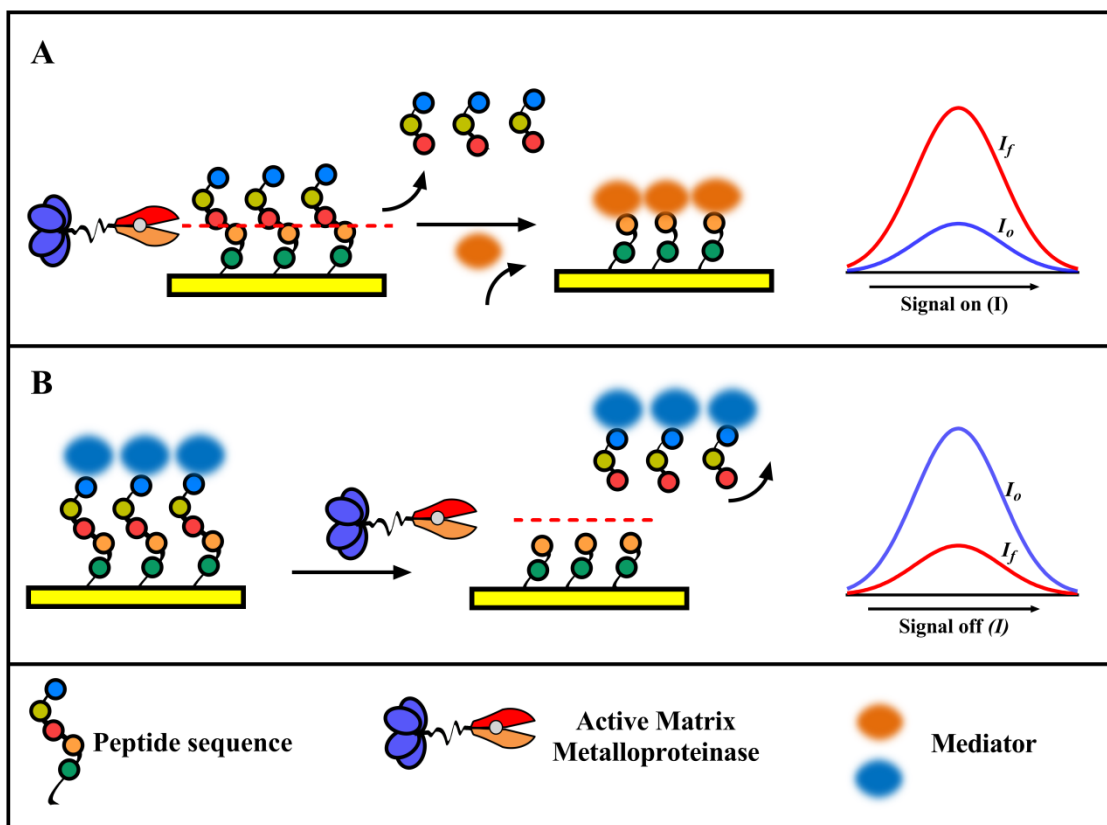 A
I_f
I_o
Signal on (I)
B
I_o
I_f
Signal off (I)
Peptide sequence
Active Matrix
Metalloproteinase
Mediator